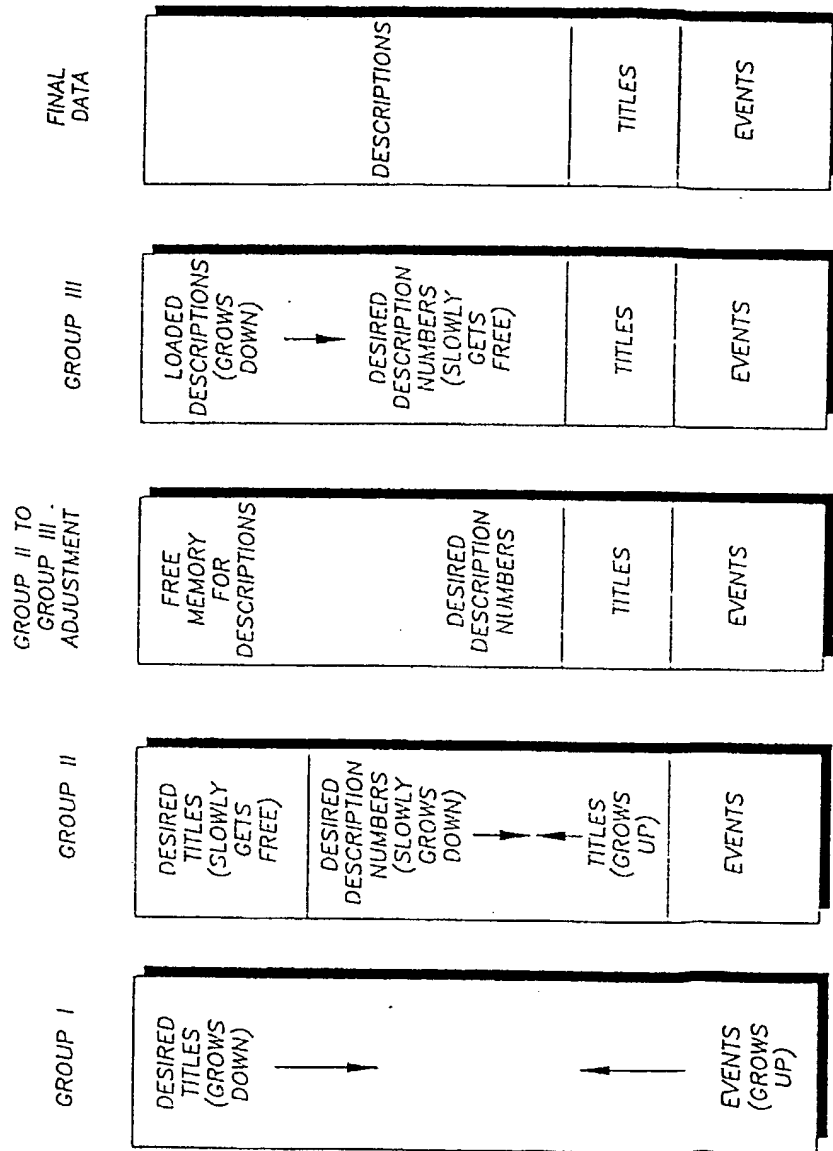 GROUP I
DESIRED
TITLES
(GROWS
DOWN)
EVENTS
(GROWS
UP)
GROUP II
DESIRED
TITLES
(SLOWLY
GETS
FREE)
DESIRED
DESCRIPTION
NUMBERS
(SLOWLY
GROWS
DOWN)
TITLES
(GROWS
UP)
EVENTS
GROUP II TO
GROUP III
ADJUSTMENT
FREE
MEMORY
FOR
DESCRIPTIONS
DESIRED
DESCRIPTION
NUMBERS
TITLES
EVENTS
GROUP III
LOADED
DESCRIPTIONS
(GROWS
DOWN)
DESIRED
DESCRIPTION
NUMBERS
(SLOWLY
GETS
FREE)
TITLES
EVENTS
FINAL
DATA
DESCRIPTIONS
TITLES
EVENTS